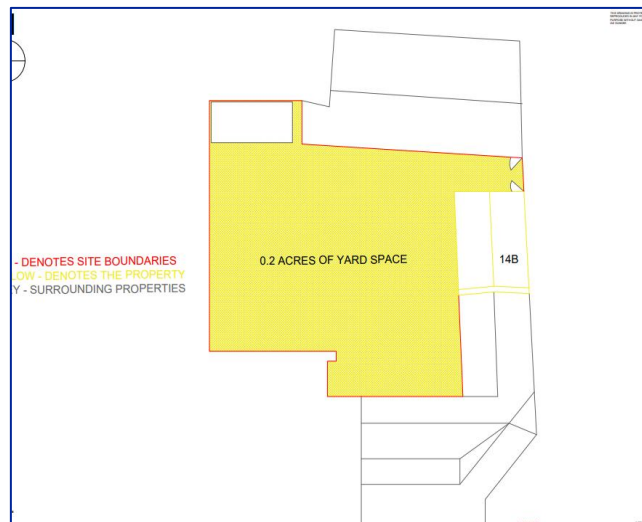 - DENOTES SITE BOUNDARIES
LOW - DENOTES THE PROPERTY
Y - SURROUNDING PROPERTIES
0.2 ACRES OF YARD SPACE
14B